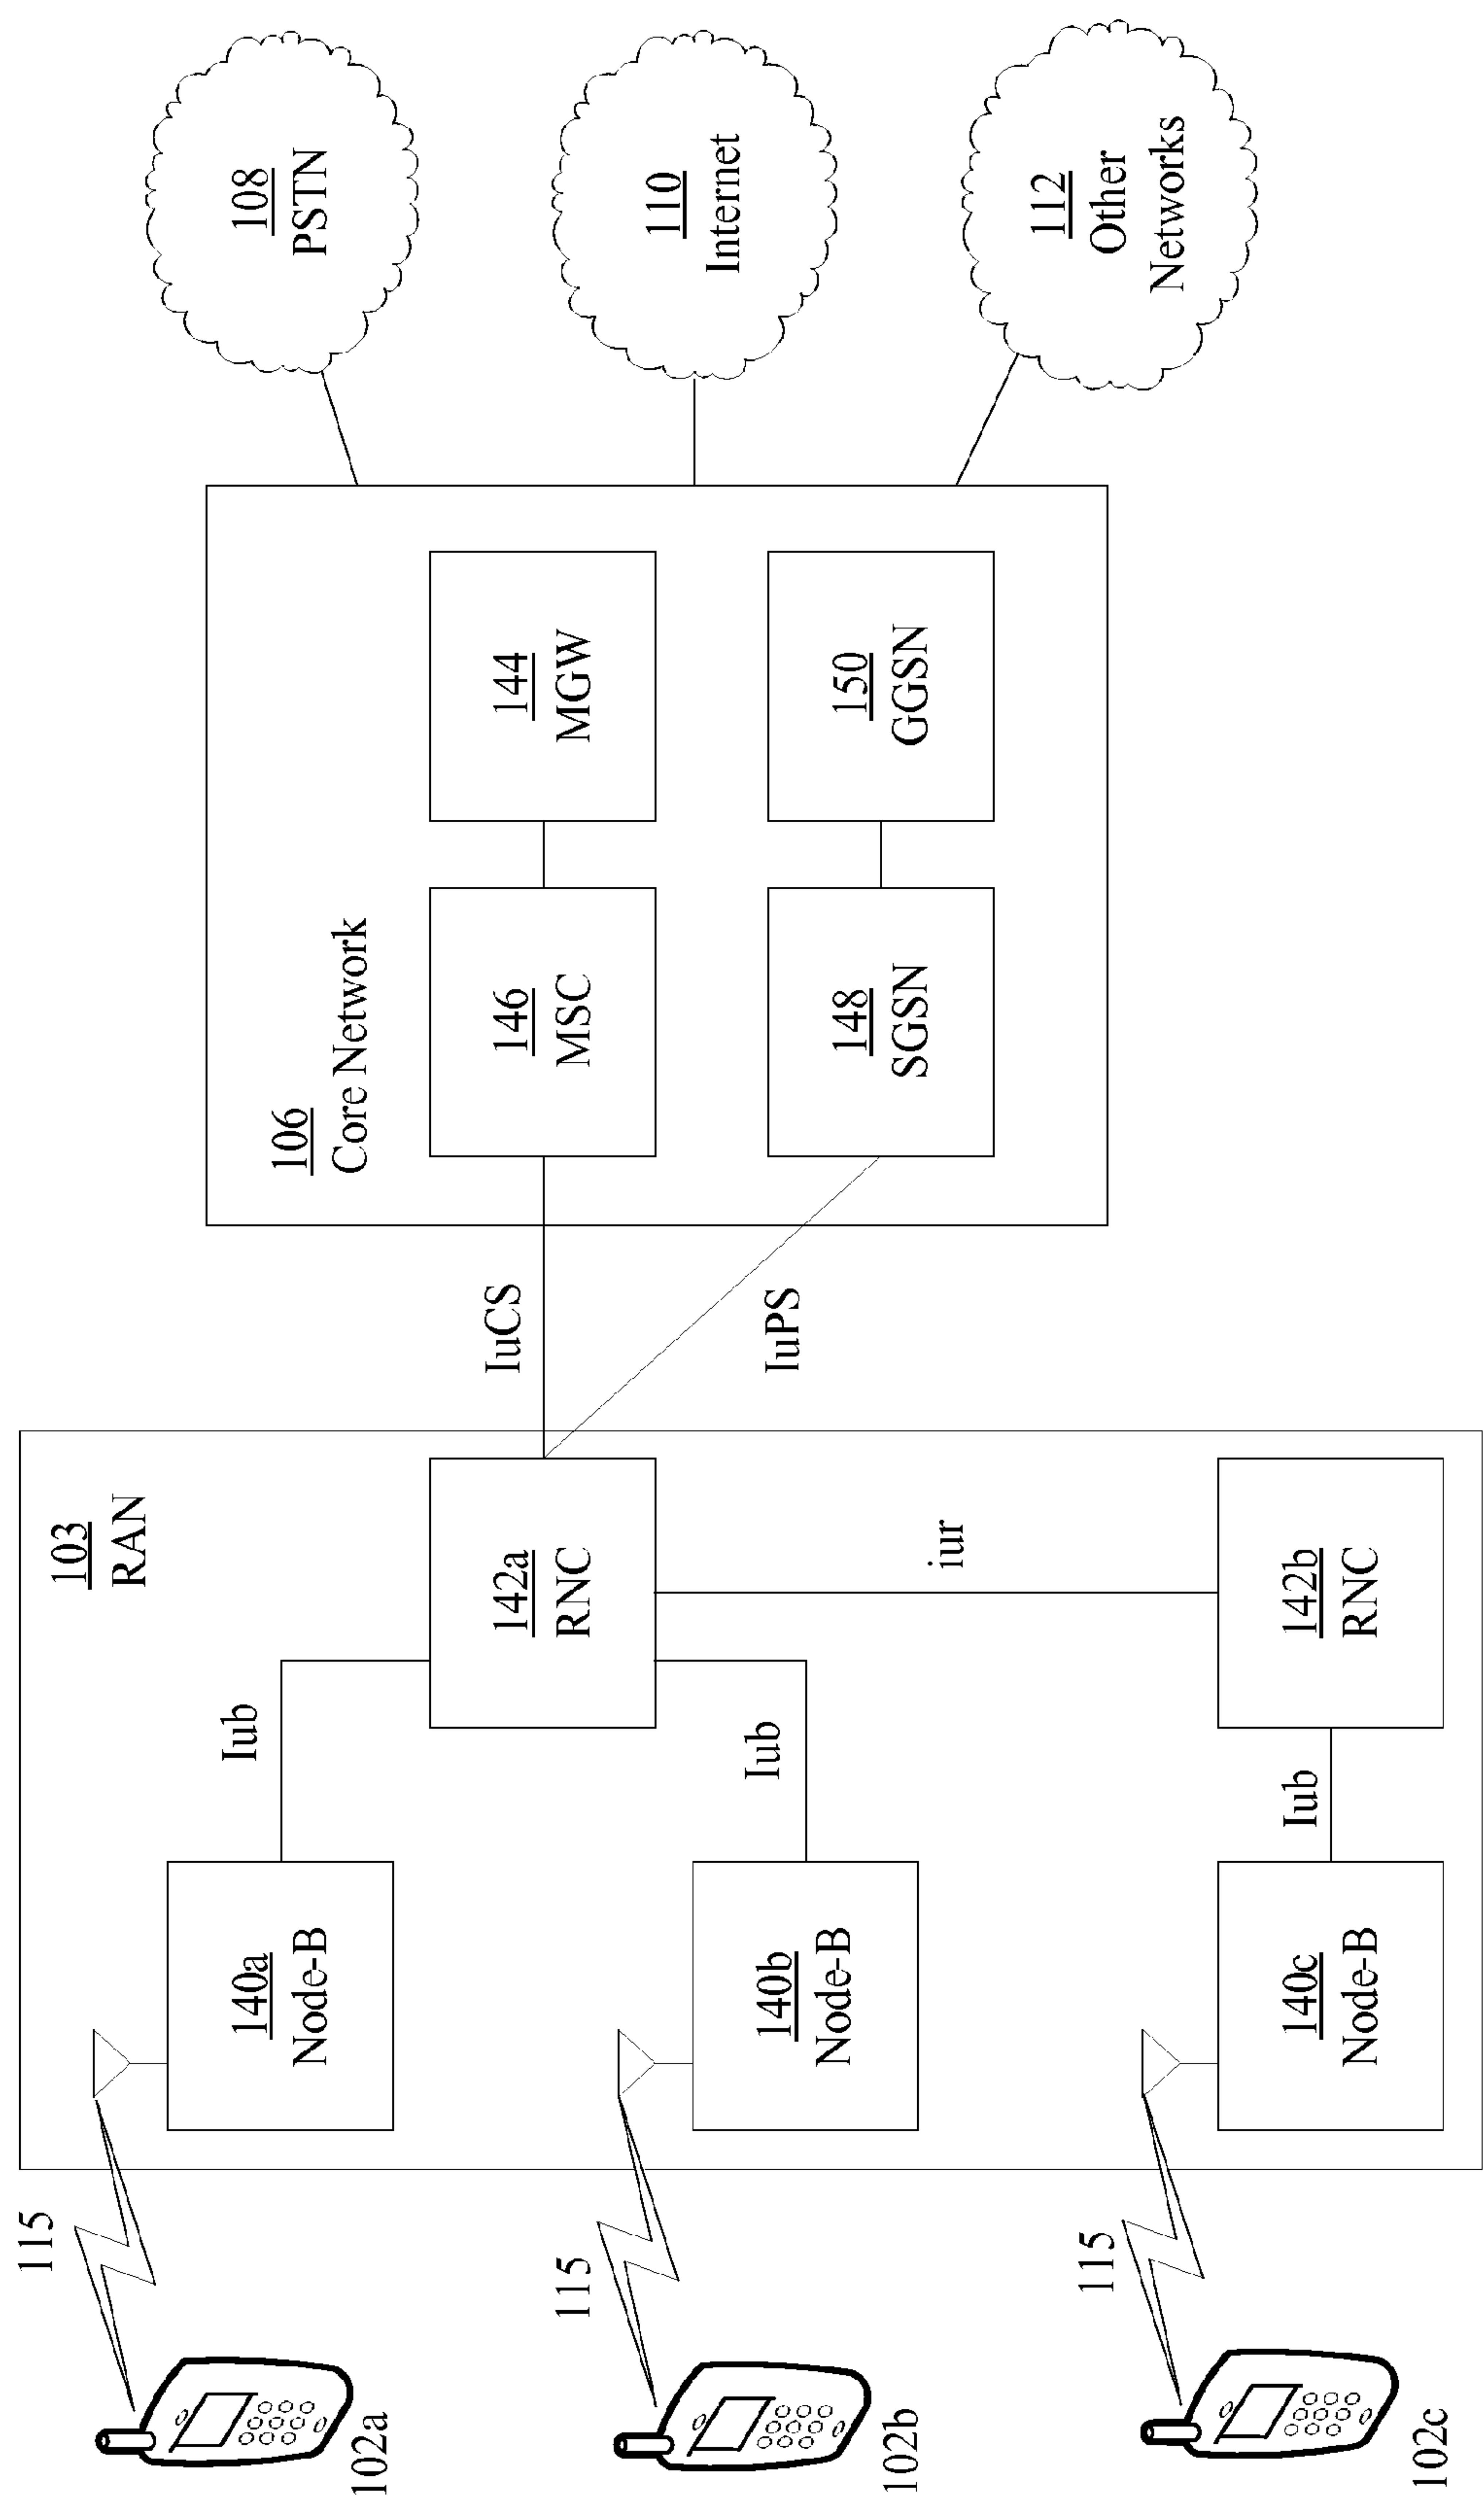 115
102a
115
102b
115
102c
103
RAN
140a
Node-B
Iub
140b
Node-B
Iub
140c
Node-B
Iub
142a
RNC
iur
142b
RNC
IuCS
IuPS
106
Core Network
146
MSC
144
MGW
148
SGSN
150
GGSN
108
PSTN
110
Internet
112
Other
Networks